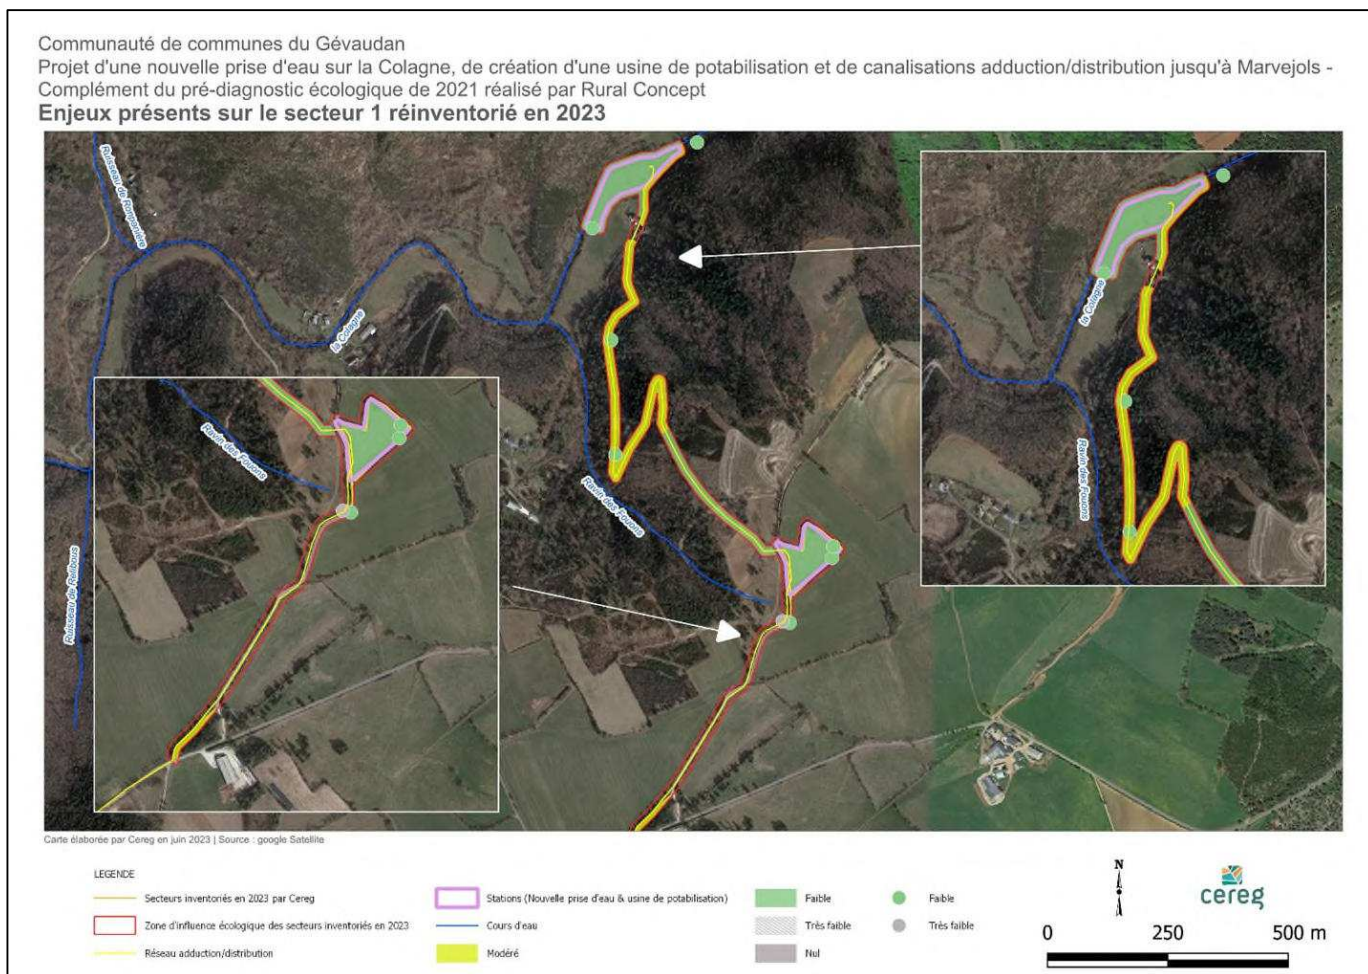 Communauté de communes du Gévaudan
Projet d'une nouvelle prise d'eau sur la Colagne, de création d'une usine de potabilisation et de canalisations adduction/distribution jusqu'à Marvejols -
Complément du pré-diagnostic écologique de 2021 réalisé par Rural Concept
Enjeux présents sur le secteur 1 réinventorié en 2023
la Colagne
Ravin des Fouons
Ruisseau de Relibous
Ravin des Fouons
la Colagne
Ravin des Fouons
Carte élaborée par Cereg en juin 2023 | Source : google Satellite
LEGENDE
Secteurs inventoriés en 2023 par Cereg
Zone d'influence écologique des secteurs inventoriés en 2023
Réseau adduction/distribution
Stations (Nouvelle prise d'eau & usine de potabilisation)
Cours d'eau
Modéré
Faible
Très faible
Nul
Faible
Très faible
N
cereg
0 250 500 m